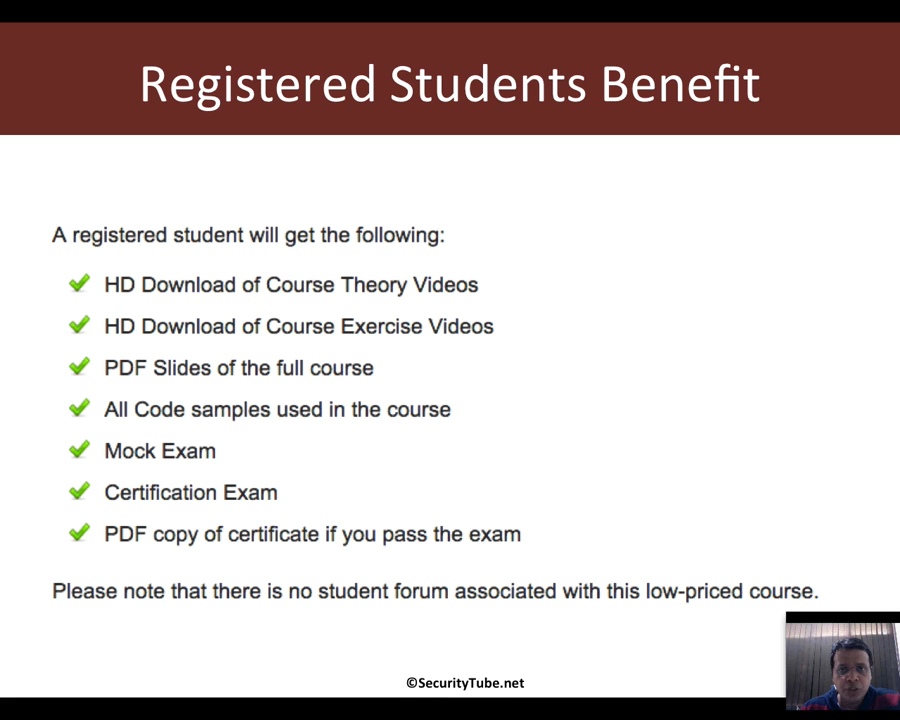 Registered Students Benefit
A registered student will get the following:
HD Download of Course Theory Videos
HD Download of Course Exercise Videos
PDF Slides of the full course
All Code samples used in the course
Mock Exam
Certification Exam
PDF copy of certificate if you pass the exam
Please note that there is no student forum associated with this low-priced course.
©SecurityTube.net